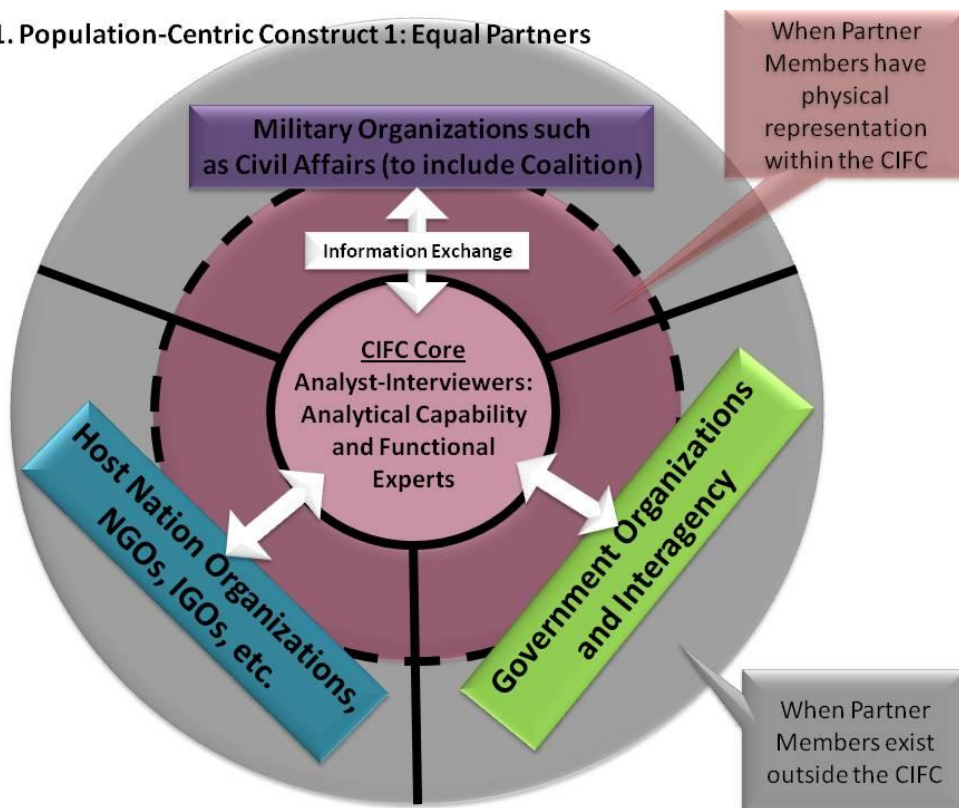 1. Population-Centric Construct 1: Equal Partners
When Partner
Members have
physical
representation
within the CIFC
Military Organizations such
as Civil Affairs (to include Coalition)
Information Exchange
CIFC Core
Analyst-Interviewers:
Analytical Capability
and Functional
Experts
Host Nation Organizations,
NGOs, IGOs, etc.
Government Organizations
and Interagency
When Partner
Members exist
outside the CIFC